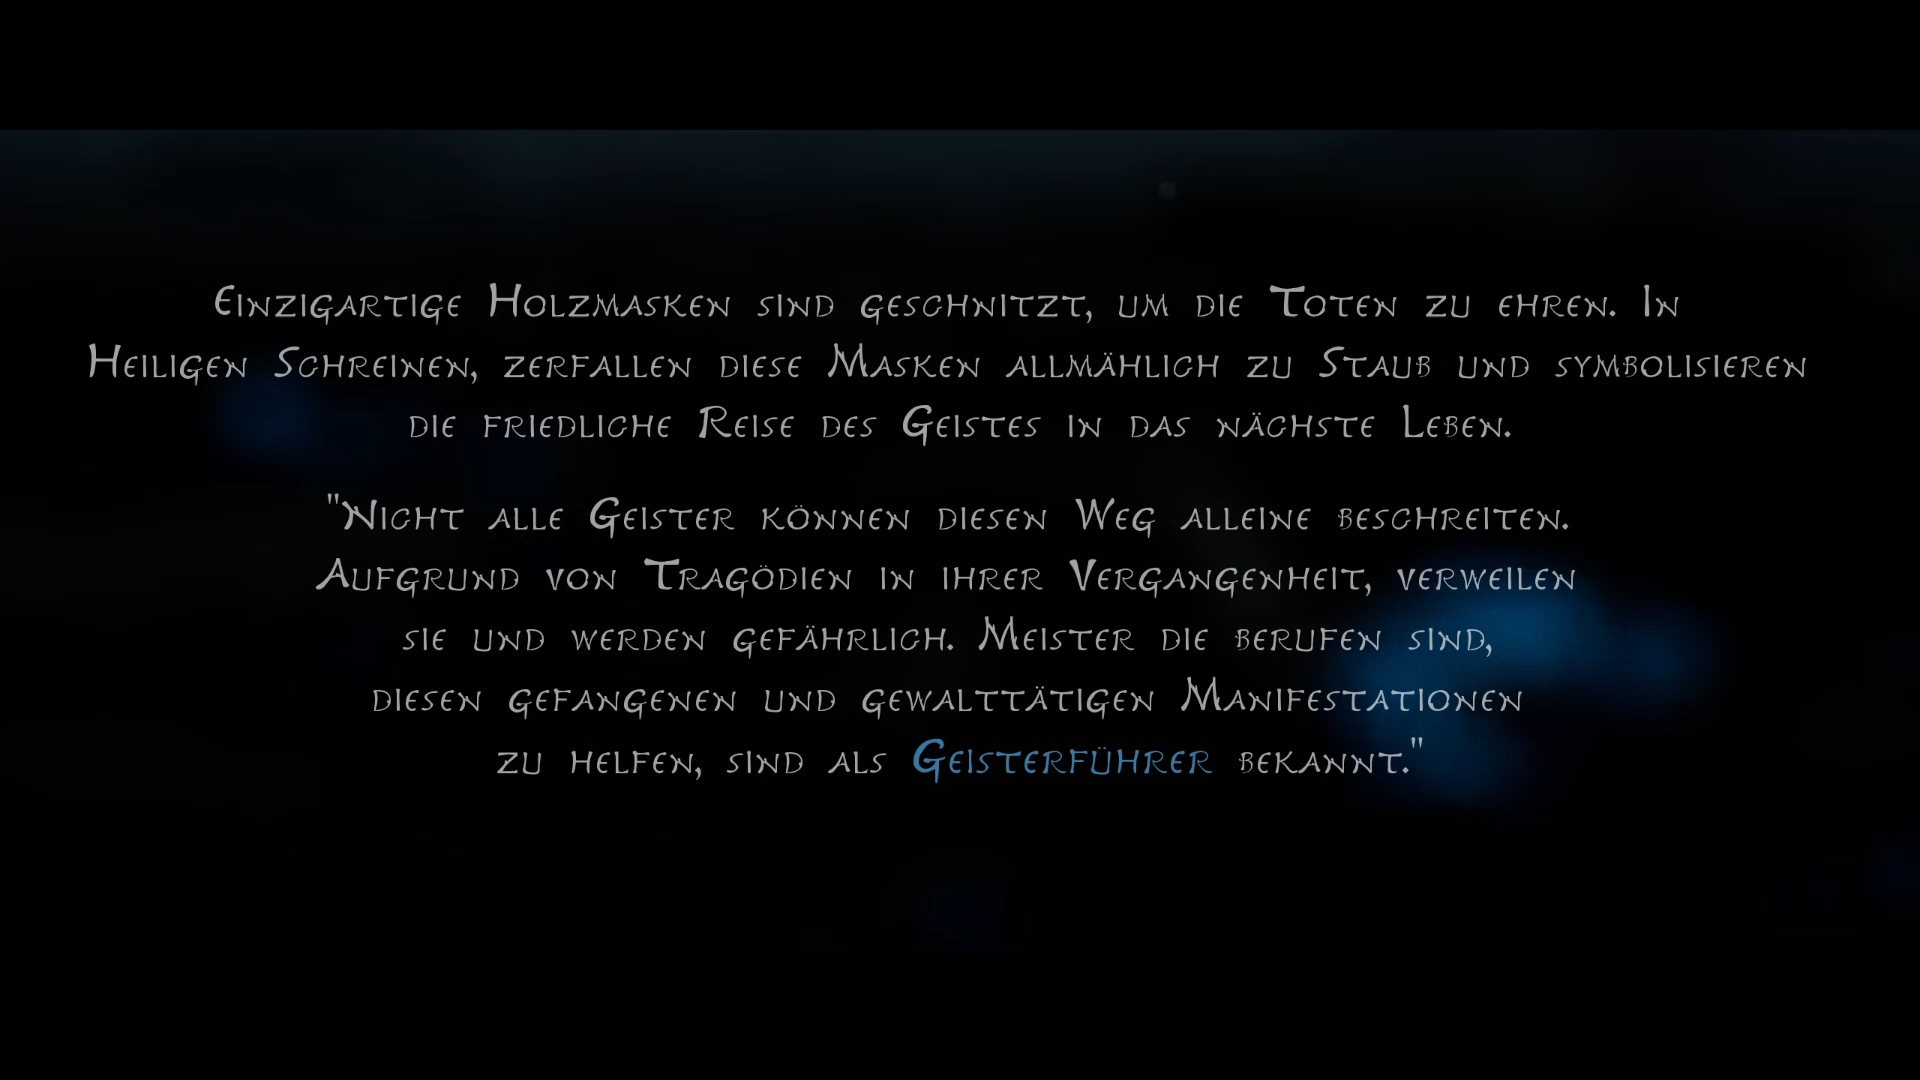 Einzigartige Holzmasken sind geschnitzt, um die Toten zu ehren. In
Heiligen Schreinen, zerfallen diese Masken allmählich zu Staub und symbolisieren
die friedliche Reise des Geistes in das nächste Leben.
"Nicht alle Geister können diesen Weg alleine beschreiten.
Aufgrund von Tragödien in ihrer Vergangenheit, verweilen
sie und werden gefährlich. Meister die berufen sind,
diesen gefangenen und gewalttätigen Manifestationen
zu helfen, sind als Geisterführer bekannt."